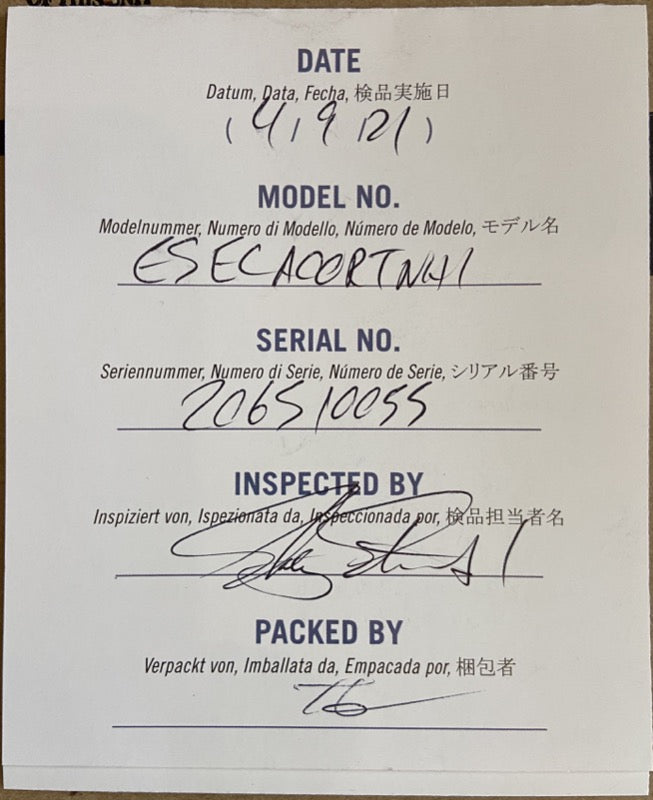 DATE
Datum, Data, Fecha, 検品実施日
( 4 / 9 / 21 )
MODEL NO.
Modelnummer, Numero di Modello, Número de Modelo, モデル名
ESECACORTNH1
SERIAL NO.
Seriennummer, Numero di Serie, Número de Serie, シリアル番号
206510055
INSPECTED BY
Inspiziert von, Ispezionata da, Inspeccionada por, 検品担当者名
PACKED BY
Verpackt von, Imballata da, Empacada por, 梱包者